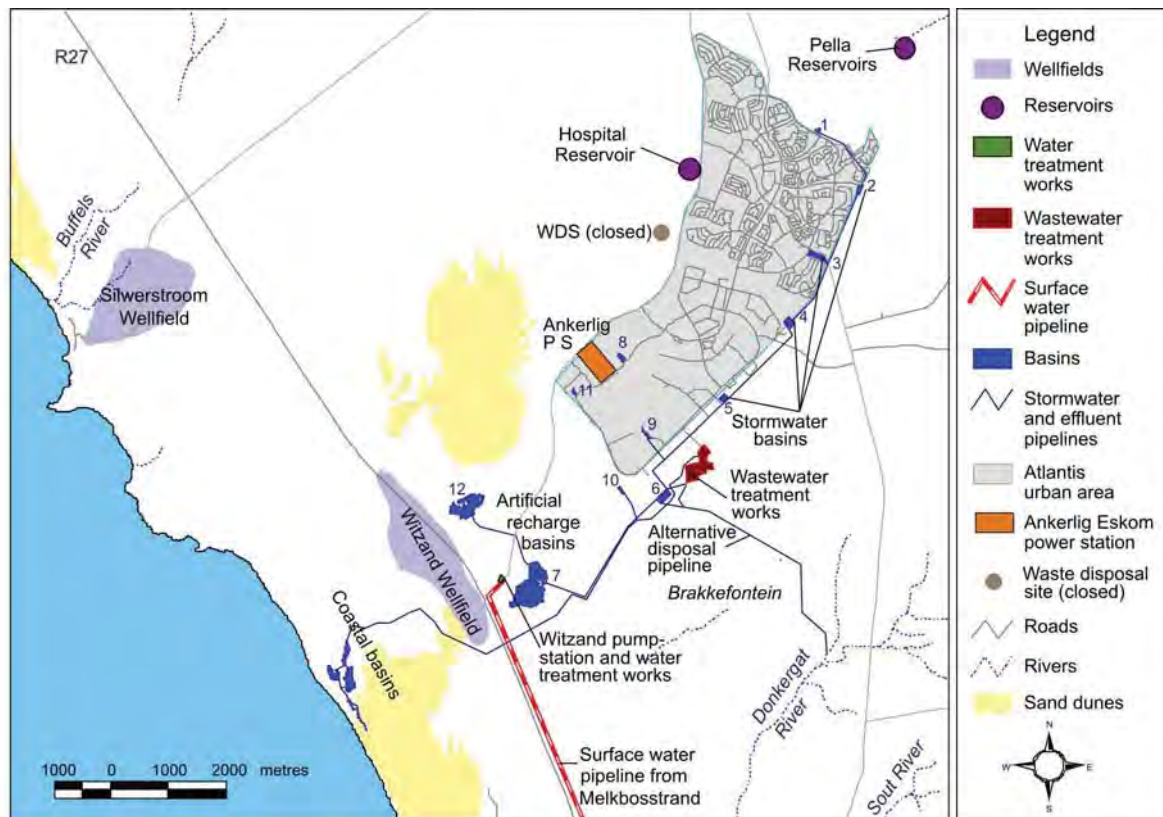 R27
Pella
Reservoirs
Hospital
Reservoir
WDS (closed)
Buffels
River
Silwerstroom
Wellfield
Ankerlig
P S
1
2
3
4
5
6
7
8
9
10
11
12
Stormwater
basins
Wastewater
treatment
works
Artificial
recharge
basins
Alternative
disposal
pipeline
Brakkefontein
Witzand Wellfield
Coastal basins
Witzand pump-
station and water
treatment works
Donkergat
River
Sout River
Surface water
pipeline from
Melkbosstrand
1000 0 1000 2000 metres
Legend
Wellfields
Reservoirs
Water
treatment
works
Wastewater
treatment
works
Surface
water
pipeline
Basins
Stormwater
and effluent
pipelines
Atlantis
urban area
Ankerlig Eskom
power station
Waste disposal
site (closed)
Roads
Rivers
Sand dunes
N
W E
S